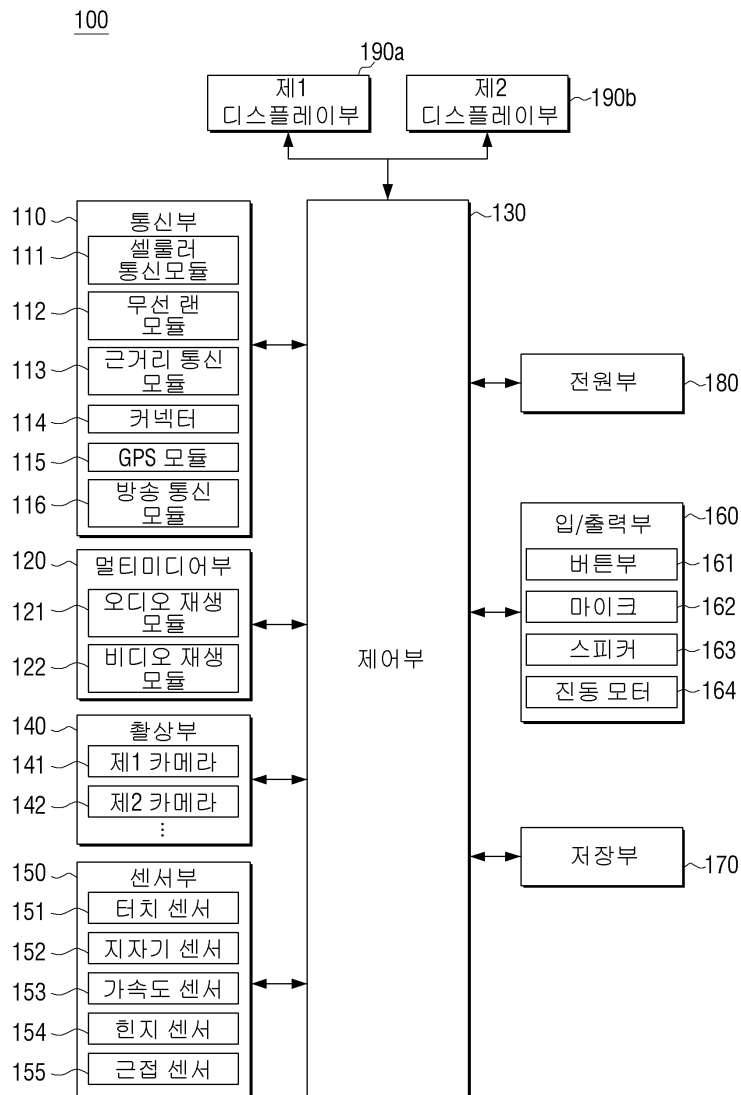 100
190a
제1
디스플레이부
제2
디스플레이부
190b
110
통신부
111
셀룰러
통신모듈
112
무선 랜
모듈
113
근거리 통신
모듈
114
커넥터
115
GPS 모듈
116
방송 통신
모듈
120
멀티미디어부
121
오디오 재생
모듈
122
비디오 재생
모듈
140
촬상부
141
제1 카메라
142
제2 카메라
⋮
150
센서부
151
터치 센서
152
지자기 센서
153
가속도 센서
154
힌지 센서
155
근접 센서
130
제어부
전원부
180
입/출력부
160
버튼부
161
마이크
162
스피커
163
진동 모터
164
저장부
170